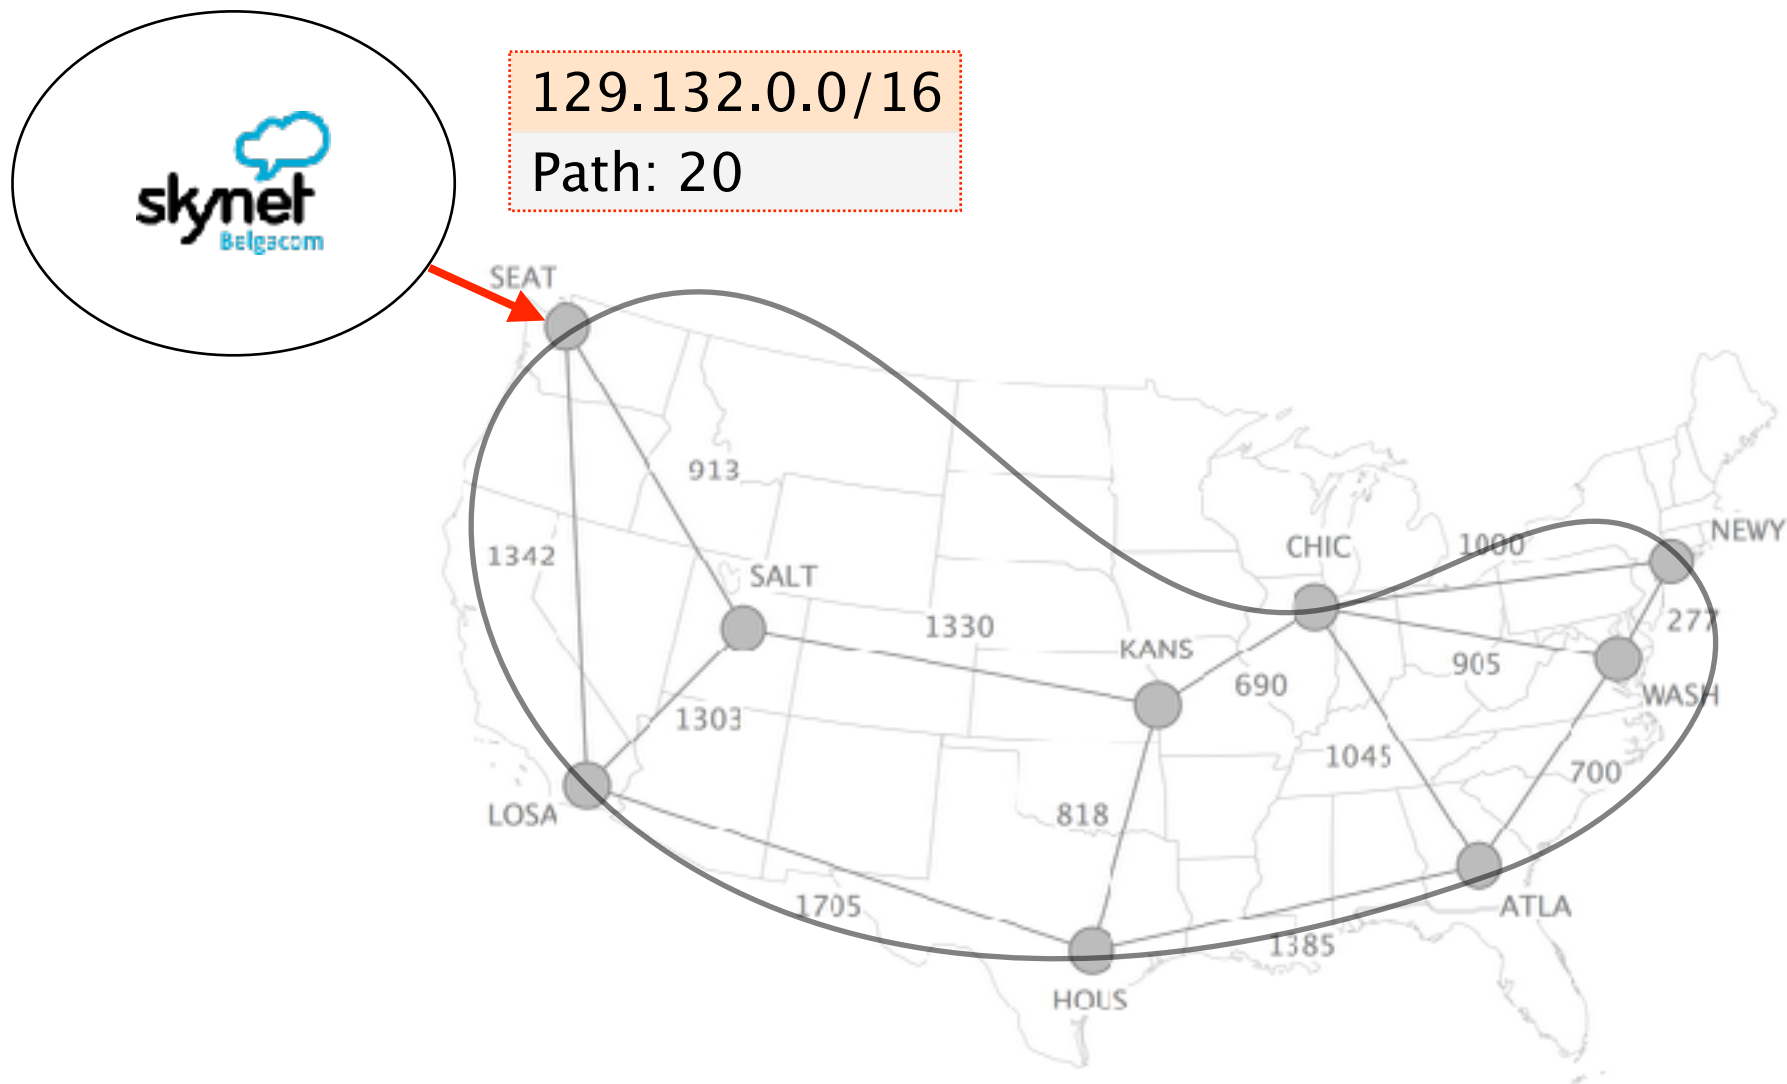 129.132.0.0/16
Path: 20
skynet
Belgacom
SEAT
913
1342
SALT
1330
CHIC
1000
NEWY
KANS
277
690
905
WASH
1303
1045
700
LOSA
818
1705
ATLA
1385
HOUS